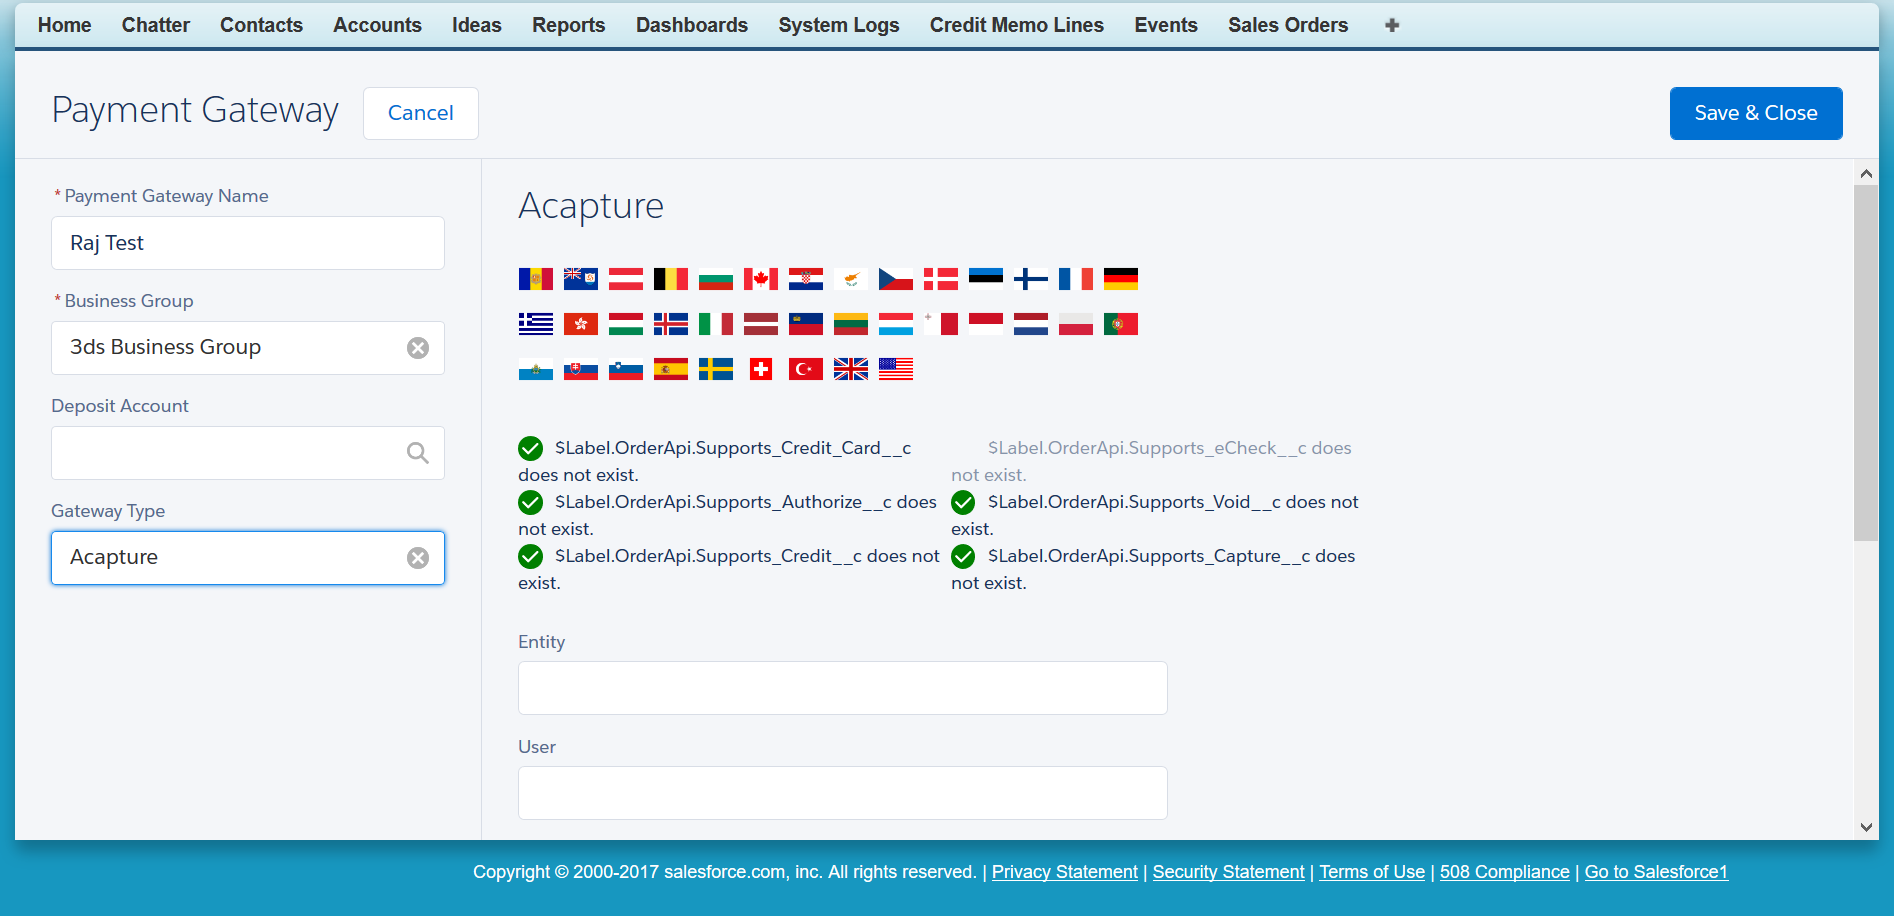 Home Chatter Contacts Accounts Ideas Reports Dashboards System Logs Credit Memo Lines Events Sales Orders
Payment Gateway Cancel Save & Close
* Payment Gateway Name
Raj Test
* Business Group
3ds Business Group
Deposit Account
Gateway Type
Acapture
Acapture
$Label.OrderApi.Supports_Credit_Card__c
does not exist.
$Label.OrderApi.Supports_eCheck__c does
not exist.
$Label.OrderApi.Supports_Authorize__c does
not exist.
$Label.OrderApi.Supports_Void__c does not
exist.
$Label.OrderApi.Supports_Credit__c does not
exist.
$Label.OrderApi.Supports_Capture__c does
not exist.
Entity
User
Copyright © 2000-2017 salesforce.com, inc. All rights reserved. | Privacy Statement | Security Statement | Terms of Use | 508 Compliance | Go to Salesforce1